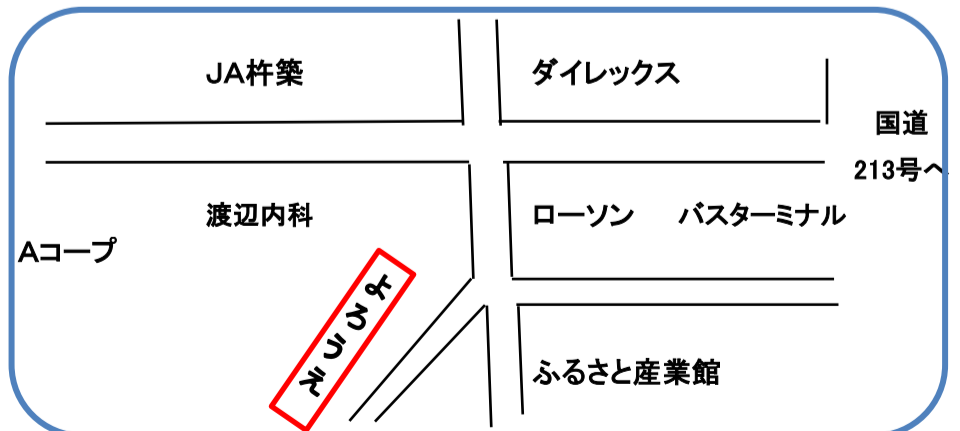 JA杵築
ダイレックス
国道
213号へ
渡辺内科
ローソン バスターミナル
Aコープ
よろうえ
ふるさと産業館